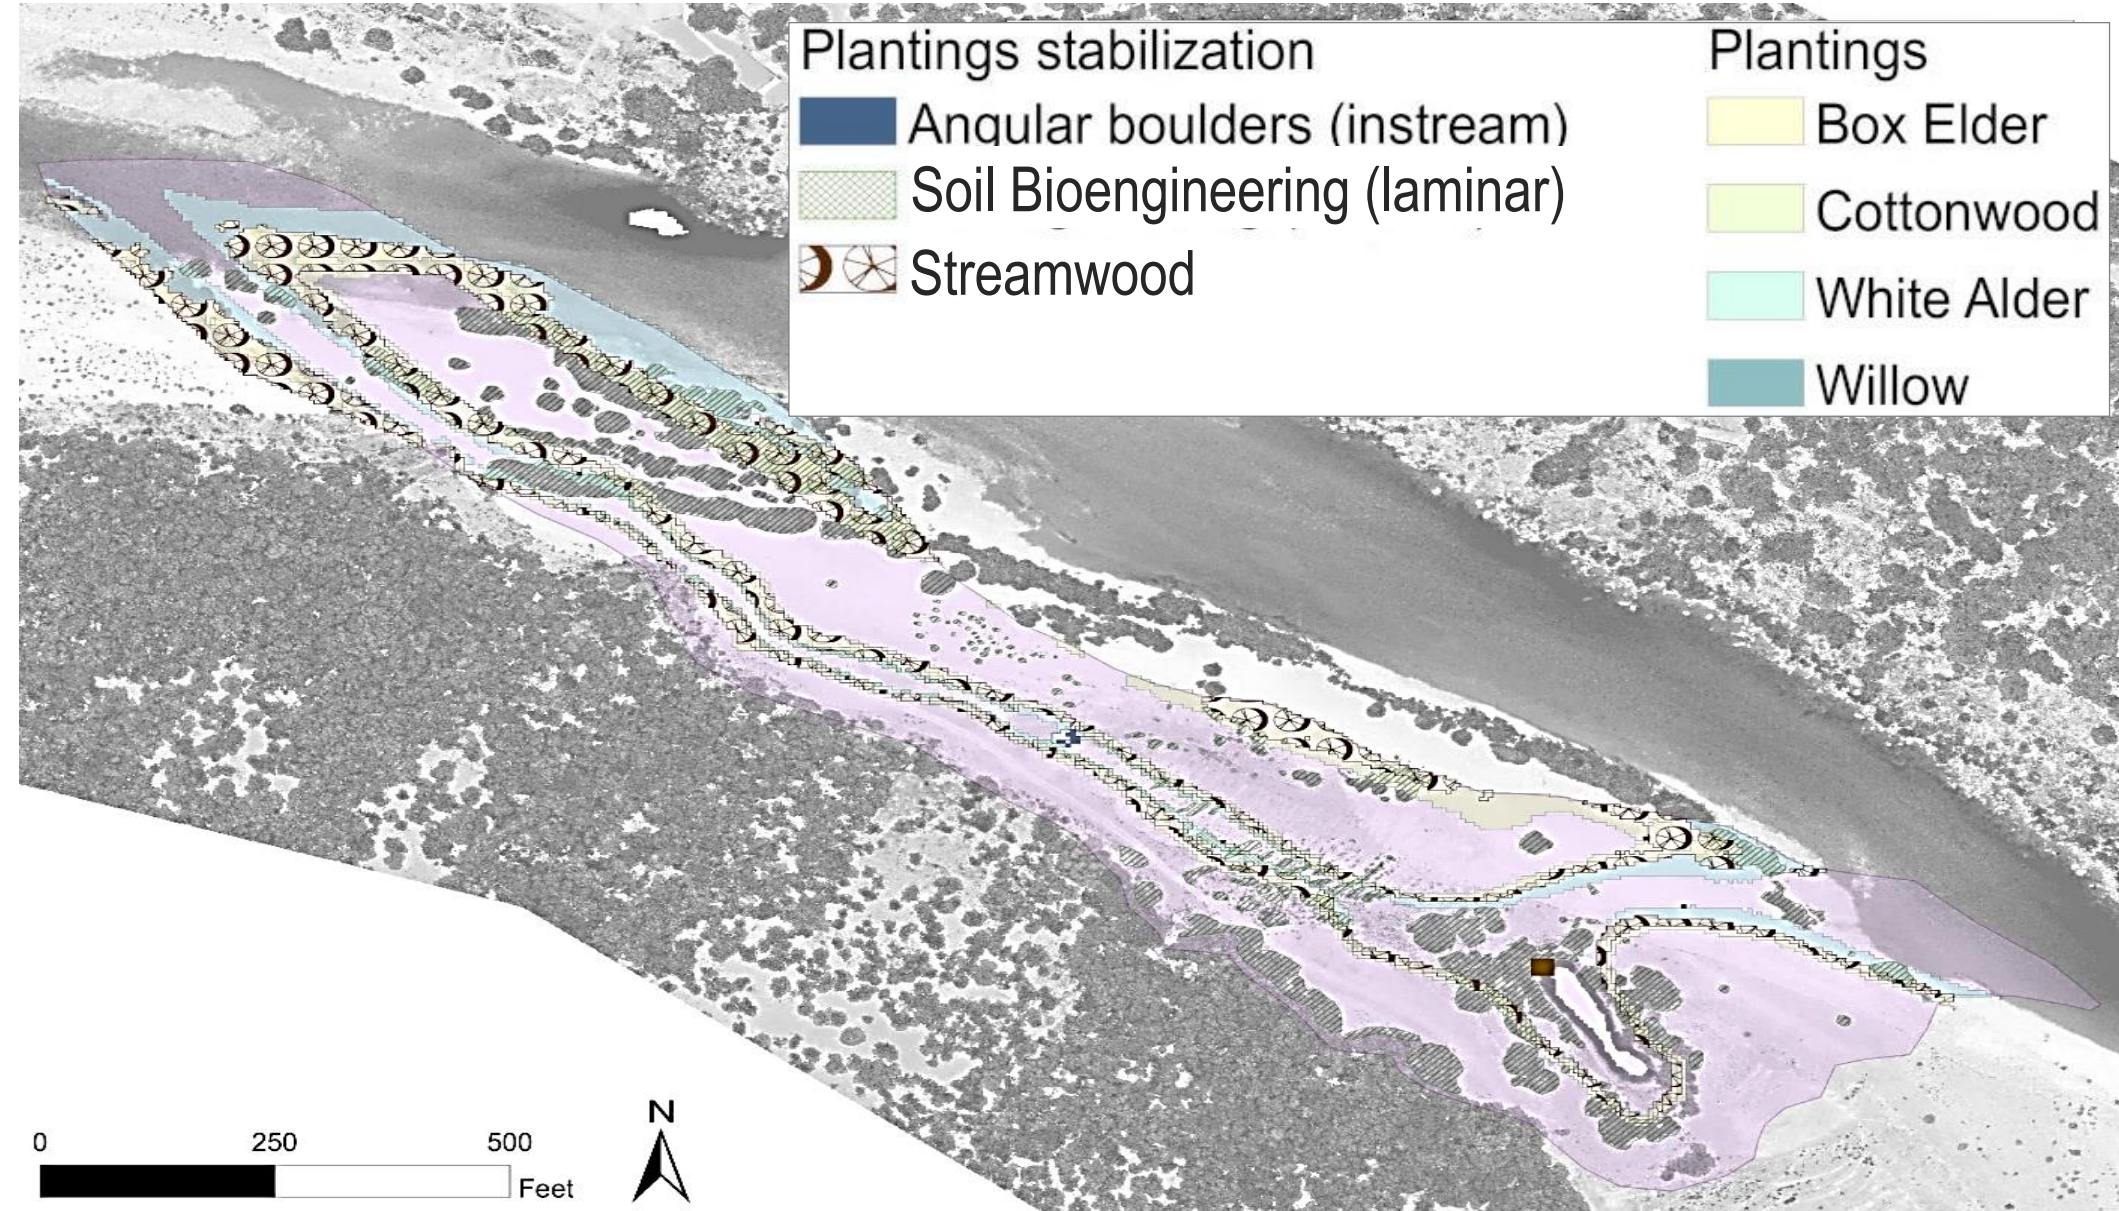 Plantings stabilization
Angular boulders (instream)
Soil Bioengineering (laminar)
Streamwood
Plantings
Box Elder
Cottonwood
White Alder
Willow
N
0 250 500
Feet